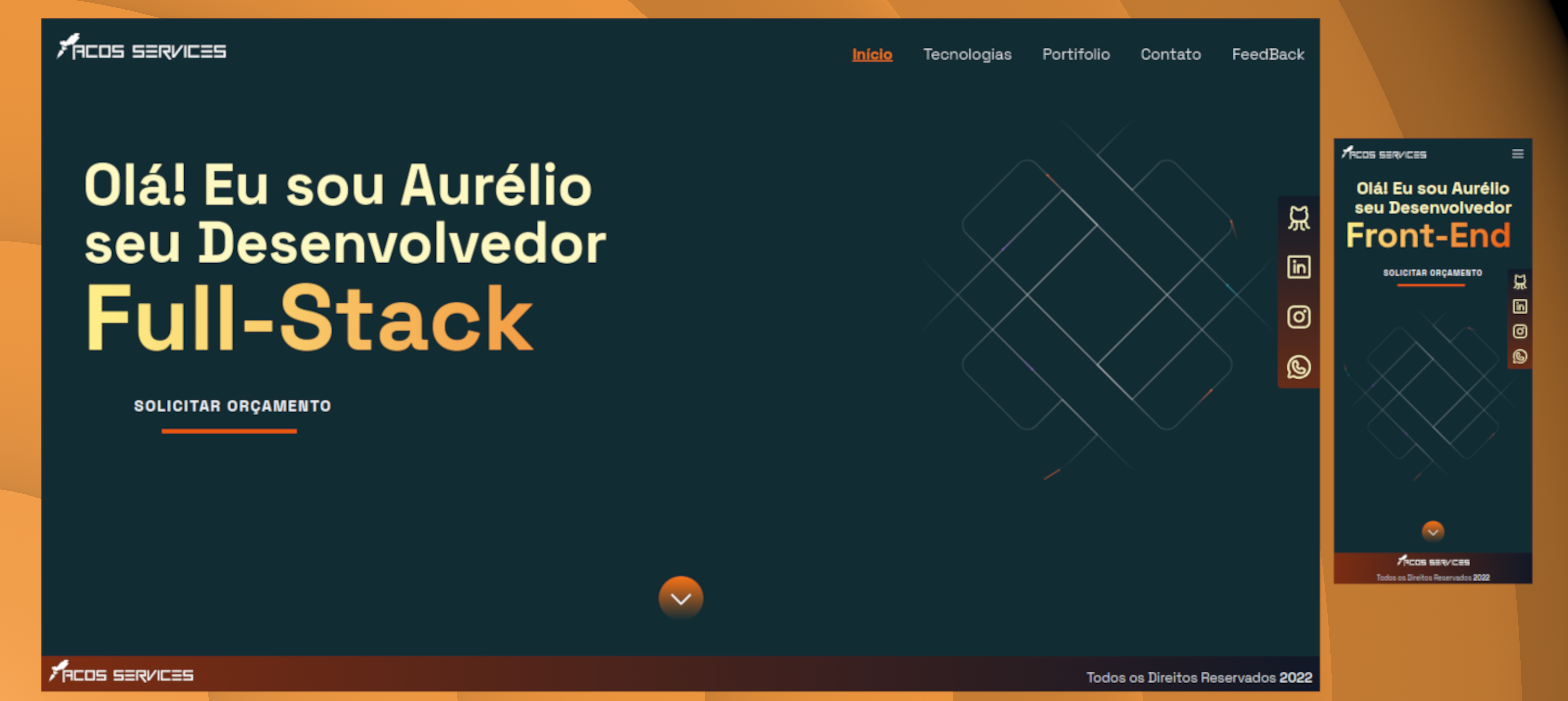 ACOS SERVICES
Início Tecnologias Portifolio Contato FeedBack
Olá! Eu sou Aurélio
seu Desenvolvedor
Full-Stack
SOLICITAR ORÇAMENTO
ACOS SERVICES
Todos os Direitos Reservados 2022
ACOS SERVICES
Olá! Eu sou Aurélio
seu Desenvolvedor
Front-End
SOLICITAR ORÇAMENTO
ACOS SERVICES
Todos os Direitos Reservados 2022